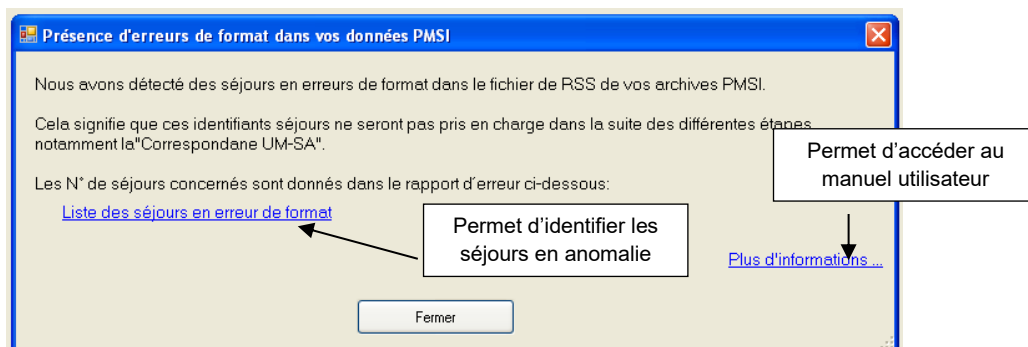 Présence d'erreurs de format dans vos données PMSI
Nous avons détecté des séjours en erreurs de format dans le fichier de RSS de vos archives PMSI.
Cela signifie que ces identifiants séjours ne seront pas pris en charge dans la suite des différentes étapes
notamment la"Correspondane UM-SA".
Permet d'accéder au
manuel utilisateur
Les N° de séjours concernés sont donnés dans le rapport d'erreur ci-dessous:
Liste des séjours en erreur de format
Permet d'identifier les
séjours en anomalie
Plus d'informations ...
Fermer